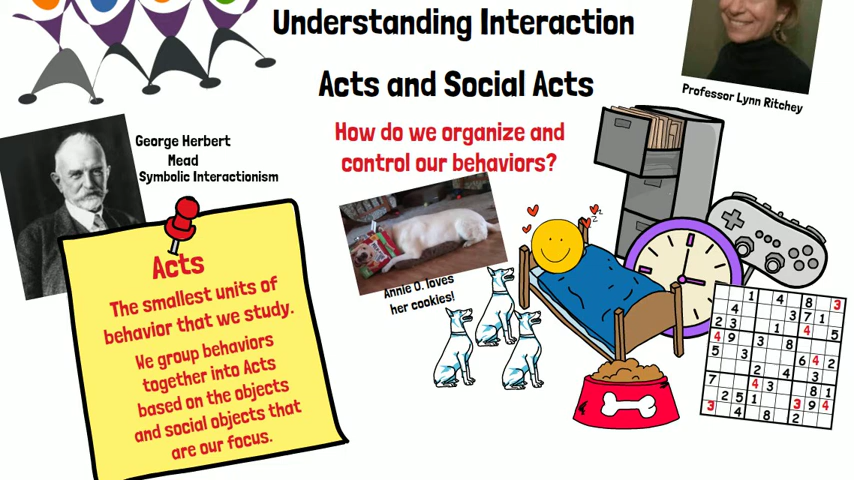 Understanding Interaction
Acts and Social Acts
Professor Lynn Ritchey
How do we organize and
control our behaviors?
George Herbert
Mead
Symbolic Interactionism
Acts
The smallest units of
behavior that we study.
We group behaviors
together into Acts
based on the objects
and social objects that
are our focus.
Annie O. loves
her cookies!
z z